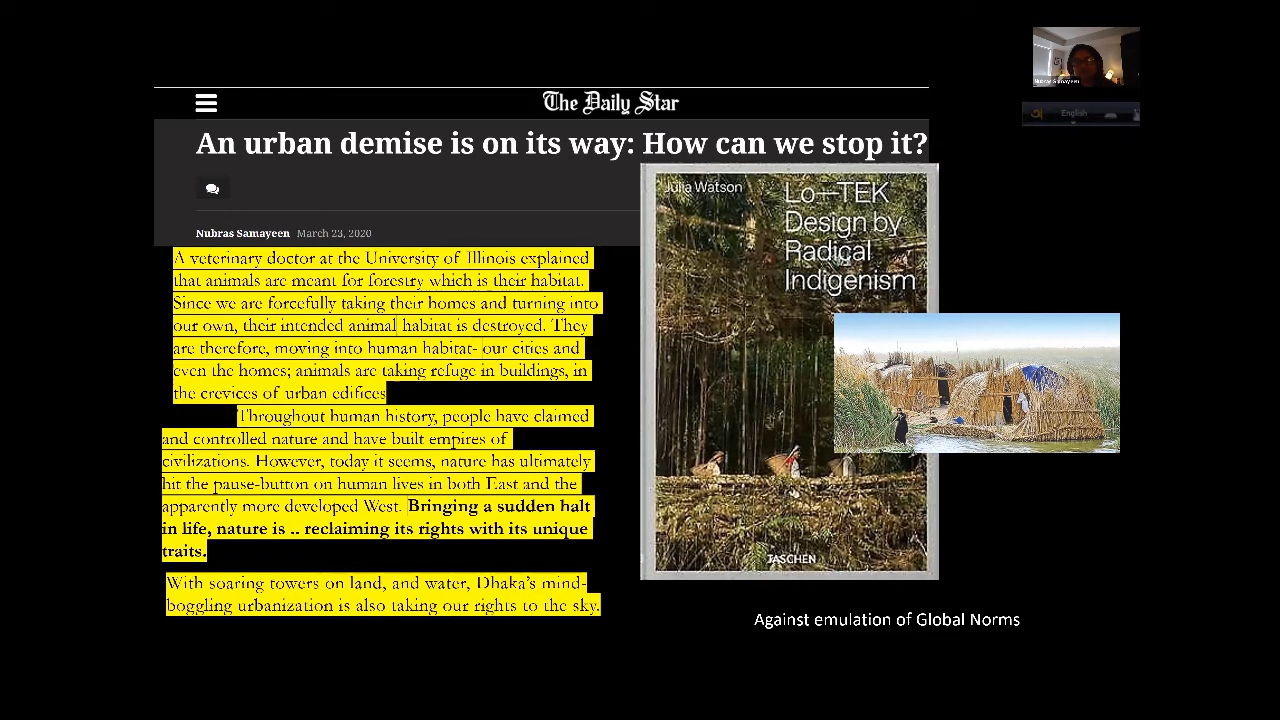 The Daily Star
An urban demise is on its way: How can we stop it?
Nubras Samayeen March 23, 2020
A veterinary doctor at the University of Illinois explained
that animals are meant for forestry which is their habitat.
Since we are forcefully taking their homes and turning into
our own, their intended animal habitat is destroyed. They
are therefore, moving into human habitat- our cities and
even the homes; animals are taking refuge in buildings, in
the crevices of urban edifices
Throughout human history, people have claimed
and controlled nature and have built empires of
civilizations. However, today it seems, nature has ultimately
hit the pause-button on human lives in both East and the
apparently more developed West. Bringing a sudden halt
in life, nature is .. reclaiming its rights with its unique
traits.
With soaring towers on land, and water, Dhaka's mind-
boggling urbanization is also taking our rights to the sky.
Julia Watson
Lo—TEK
Design by
Radical
Indigenism
TASCHEN
Against emulation of Global Norms
Nubras Samayeen
অ English